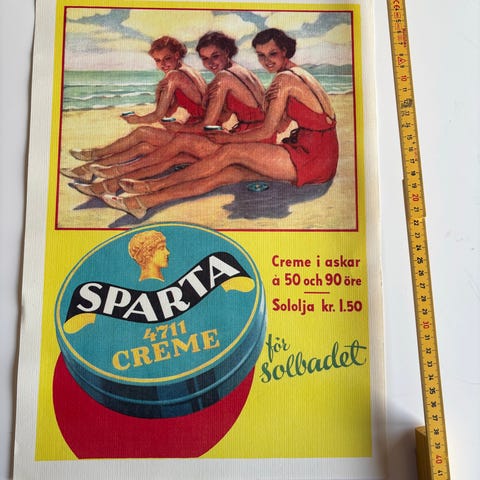 SPARTA
4711
CREME
Creme i askar
à 50 och 90 öre
Sololja kr. 1.50
för
Solbadet